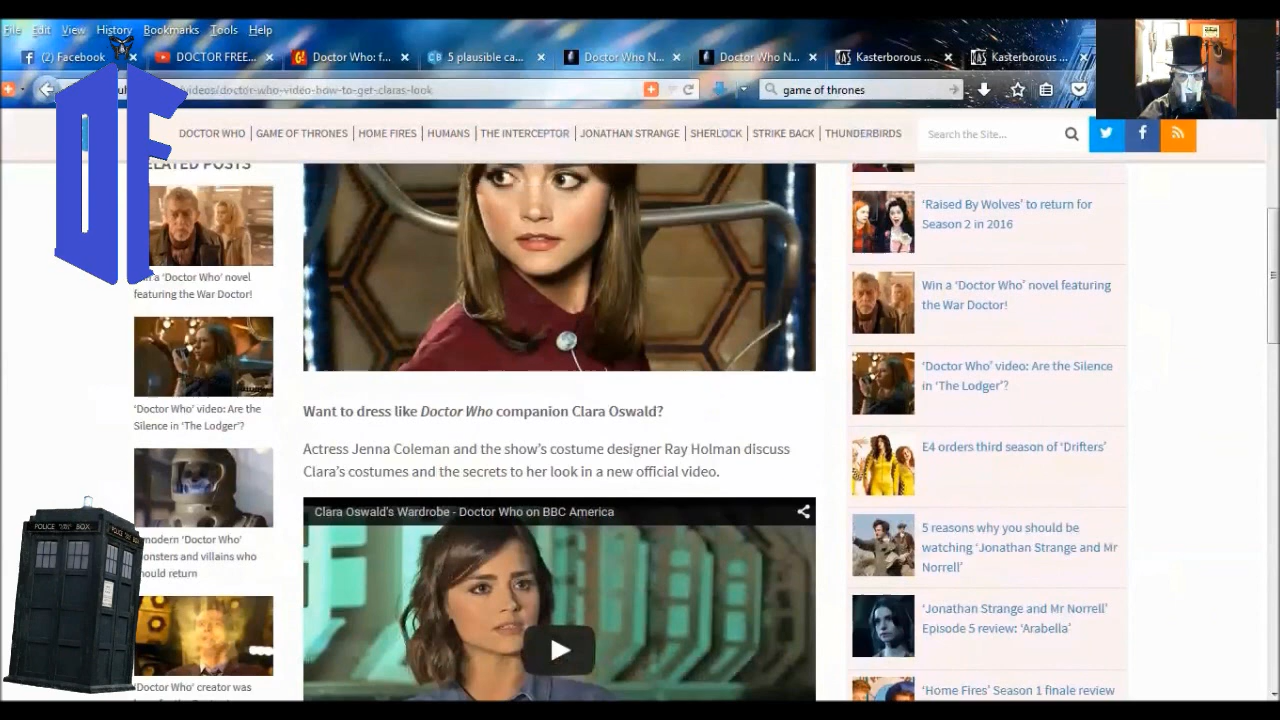 File Edit View History Bookmarks Tools Help
(2) Facebook
DOCTOR FREE...
Doctor Who: f...
5 plausible ca...
Doctor Who N...
Doctor Who N...
Kasterborous ...
Kasterborous ...
/videos/doctor-who-video-how-to-get-claras-look
game of thrones
DOCTOR WHO | GAME OF THRONES | HOME FIRES | HUMANS | THE INTERCEPTOR | JONATHAN STRANGE | SHERLOCK | STRIKE BACK | THUNDERBIRDS
Search the Site...
DF
RELATED POSTS
Win a 'Doctor Who' novel
featuring the War Doctor!
'Doctor Who' video: Are the
Silence in 'The Lodger'?
modern 'Doctor Who'
monsters and villains who
should return
'Doctor Who' creator was
POLICE BOX
Want to dress like Doctor Who companion Clara Oswald?
Actress Jenna Coleman and the show's costume designer Ray Holman discuss
Clara's costumes and the secrets to her look in a new official video.
Clara Oswald's Wardrobe - Doctor Who on BBC America
'Raised By Wolves' to return for
Season 2 in 2016
Win a 'Doctor Who' novel featuring
the War Doctor!
'Doctor Who' video: Are the Silence
in 'The Lodger'?
E4 orders third season of 'Drifters'
5 reasons why you should be
watching 'Jonathan Strange and Mr
Norrell'
'Jonathan Strange and Mr Norrell'
Episode 5 review: 'Arabella'
'Home Fires' Season 1 finale review